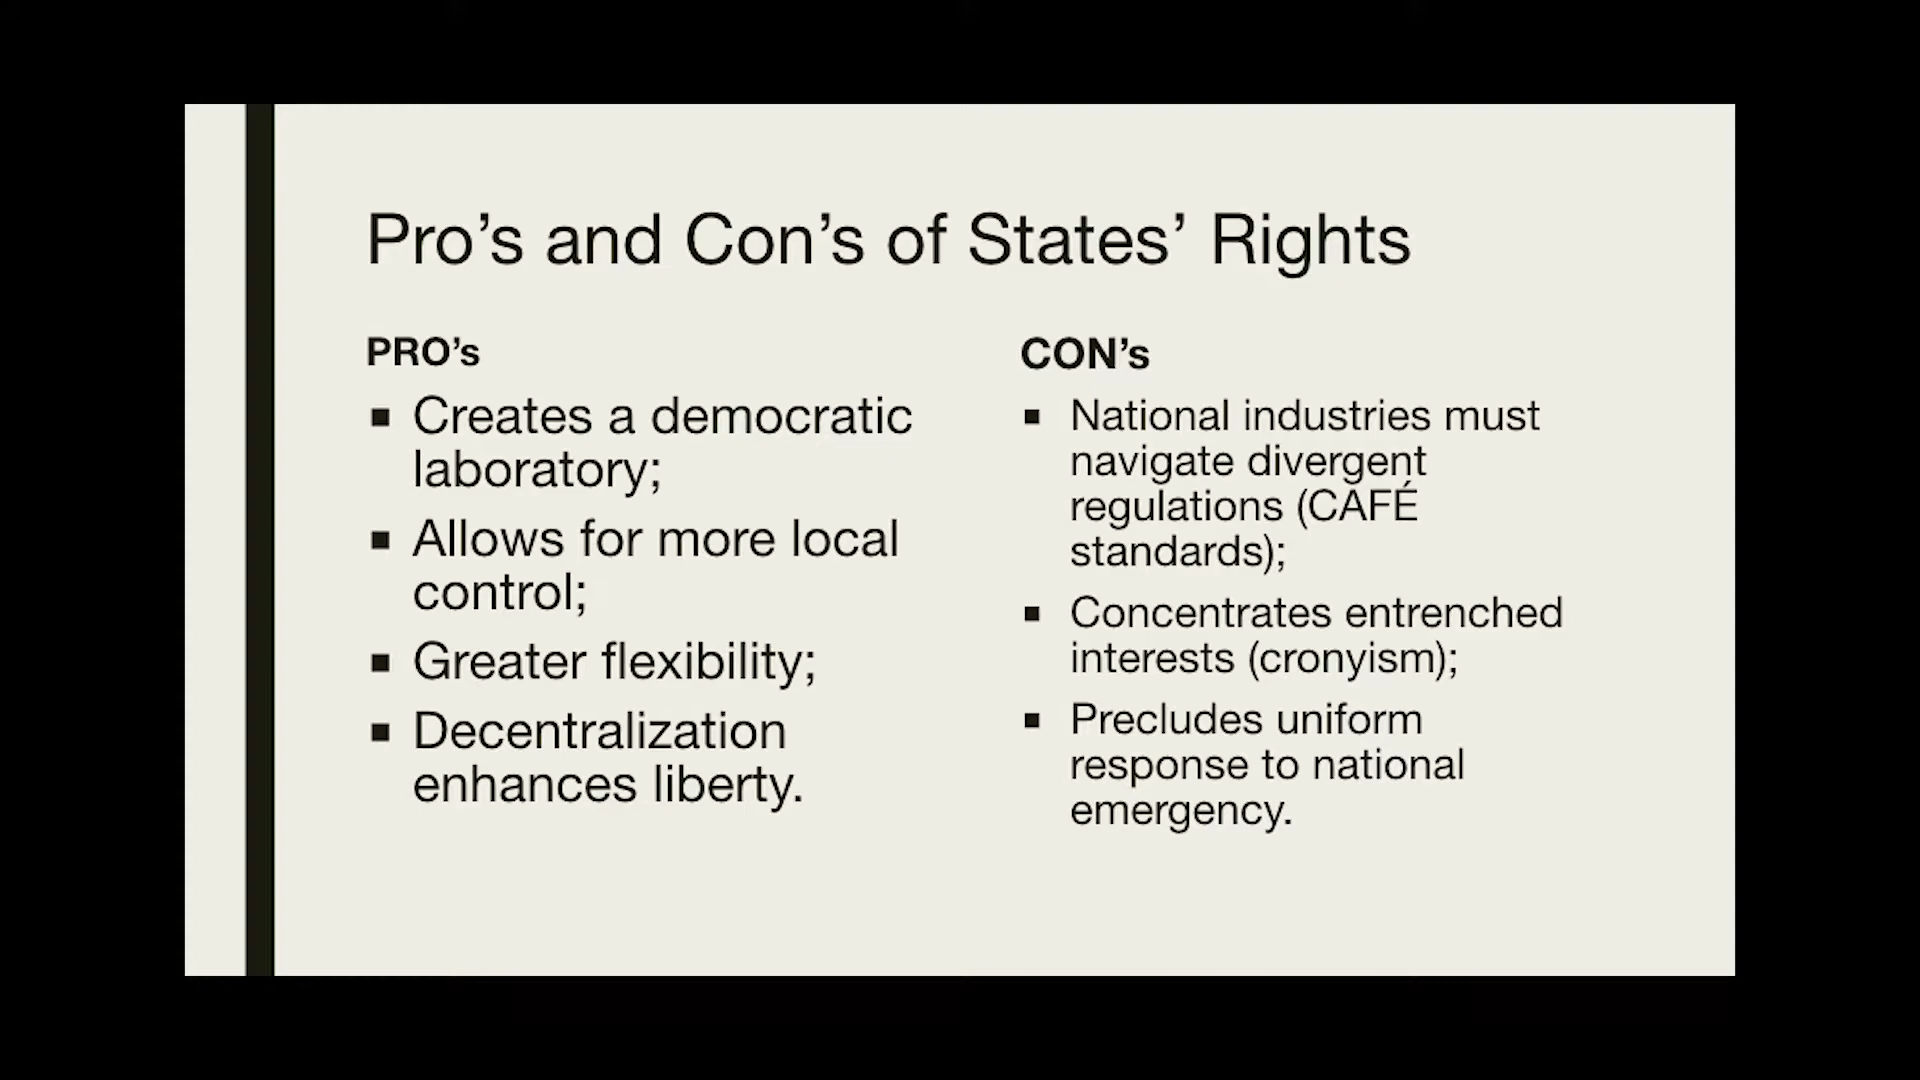 Pro’s and Con’s of States’ Rights
PRO’s
▪ Creates a democratic
laboratory;
▪ Allows for more local
control;
▪ Greater flexibility;
▪ Decentralization
enhances liberty.
CON’s
▪ National industries must
navigate divergent
regulations (CAFÉ
standards);
▪ Concentrates entrenched
interests (cronyism);
▪ Precludes uniform
response to national
emergency.